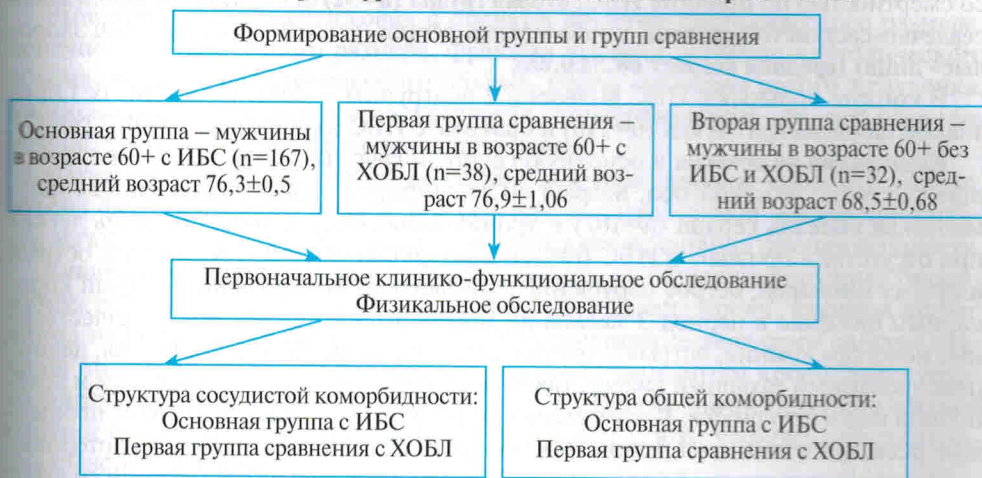 Формирование основной группы и групп сравнения
Основная группа – мужчины
в возрасте 60+ с ИБС (n=167),
средний возраст 76,3±0,5
Первая группа сравнения –
мужчины в возрасте 60+ с
ХОБЛ (n=38), средний воз-
раст 76,9±1,06
Вторая группа сравнения –
мужчины в возрасте 60+ без
ИБС и ХОБЛ (n=32), сред-
ний возраст 68,5±0,68
Первоначальное клинико-функциональное обследование
Физикальное обследование
Структура сосудистой коморбидности:
Основная группа с ИБС
Первая группа сравнения с ХОБЛ
Структура общей коморбидности:
Основная группа с ИБС
Первая группа сравнения с ХОБЛ